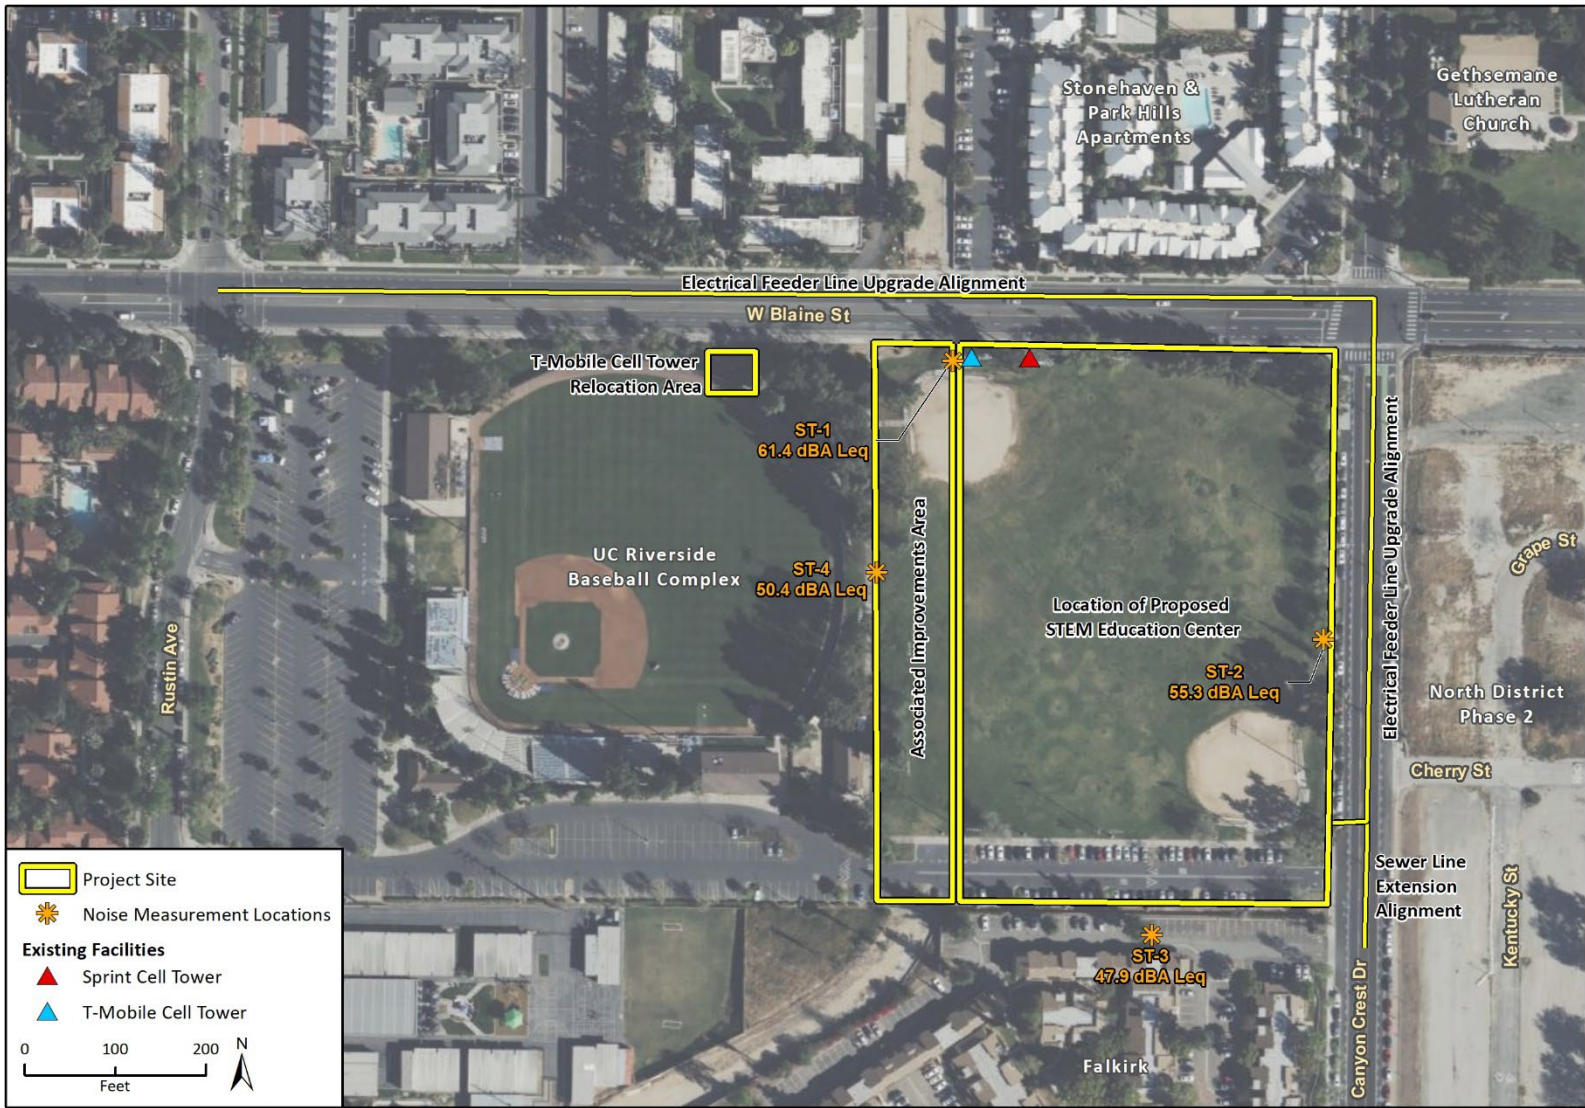 Stonehaven &
Park Hills
Apartments
Gethsemane
Lutheran
Church
Electrical Feeder Line Upgrade Alignment
W Blaine St
T-Mobile Cell Tower
Relocation Area
ST-1
61.4 dBA Leq
UC Riverside
Baseball Complex
ST-4
50.4 dBA Leq
Associated Improvements Area
Location of Proposed
STEM Education Center
ST-2
55.3 dBA Leq
Electrical Feeder Line Upgrade Alignment
Grape St
North District
Phase 2
Rustin Ave
Cherry St
Sewer Line
Extension
Alignment
Kentucky St
Canyon Crest Dr
ST-3
47.9 dBA Leq
Falkirk
Project Site
Noise Measurement Locations
Existing Facilities
Sprint Cell Tower
T-Mobile Cell Tower
0 100 200
Feet
N